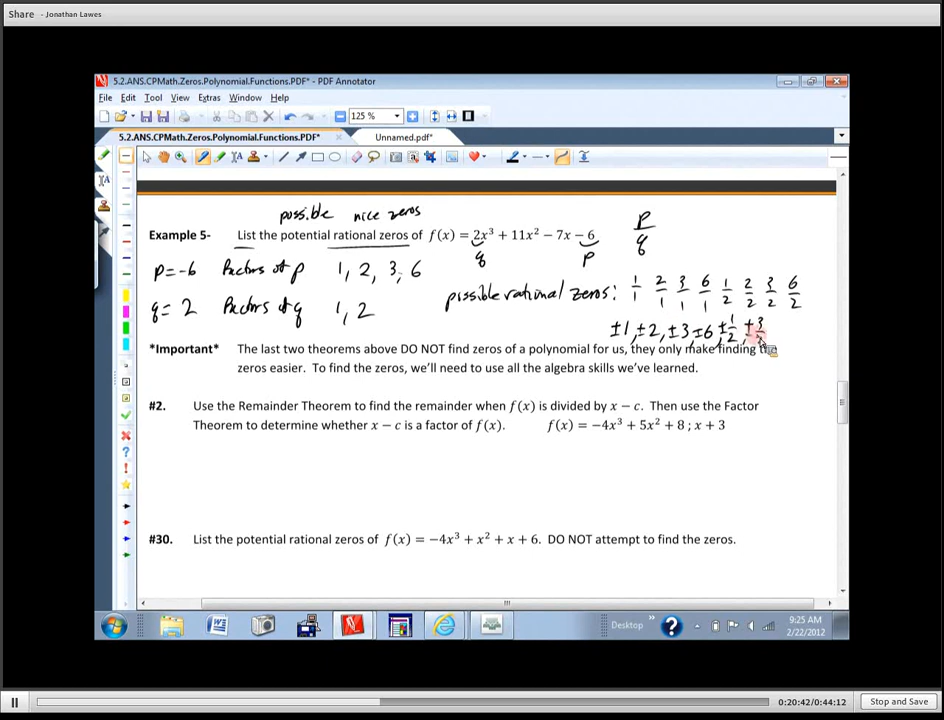 Share - Jonathan Lawes
5.2.ANS.CPMath.Zeros.Polynomial.Functions.PDF* - PDF Annotator
File Edit Tool View Extras Window Help
125 %
5.2.ANS.CPMath.Zeros.Polynomial.Functions.PDF* Unnamed.pdf*
possible nice zeros
Example 5- List the potential rational zeros of f(x) = 2x³ + 11x² − 7x − 6 p/q
q p
p=-6 Factors of p 1, 2, 3, 6
possible rational zeros: 1/1 2/1 3/1 6/1 1/2 2/2 3/2 6/2
q= 2 Factors of q 1, 2
±1, ±2, ±3, ±6, ±1/2, ±3/2
*Important* The last two theorems above DO NOT find zeros of a polynomial for us, they only make finding the
zeros easier. To find the zeros, we'll need to use all the algebra skills we've learned.
#2. Use the Remainder Theorem to find the remainder when f(x) is divided by x − c. Then use the Factor
Theorem to determine whether x − c is a factor of f(x). f(x) = −4x³ + 5x² + 8 ; x + 3
#30. List the potential rational zeros of f(x) = −4x³ + x² + x + 6. DO NOT attempt to find the zeros.
Desktop
9:25 AM
2/22/2012
0:20:42/0:44:12 Stop and Save